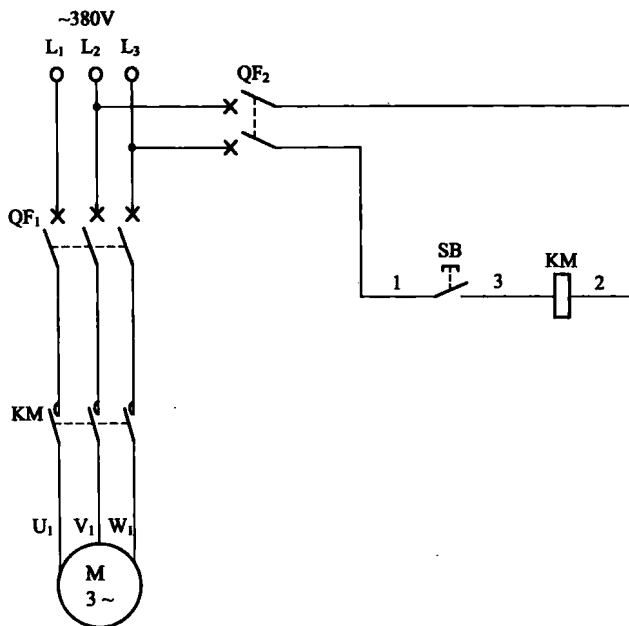 ~380V
L₁ L₂ L₃
QF₂
QF₁
SB KM
1 3 2
KM
U₁ V₁ W₁
M
3 ~